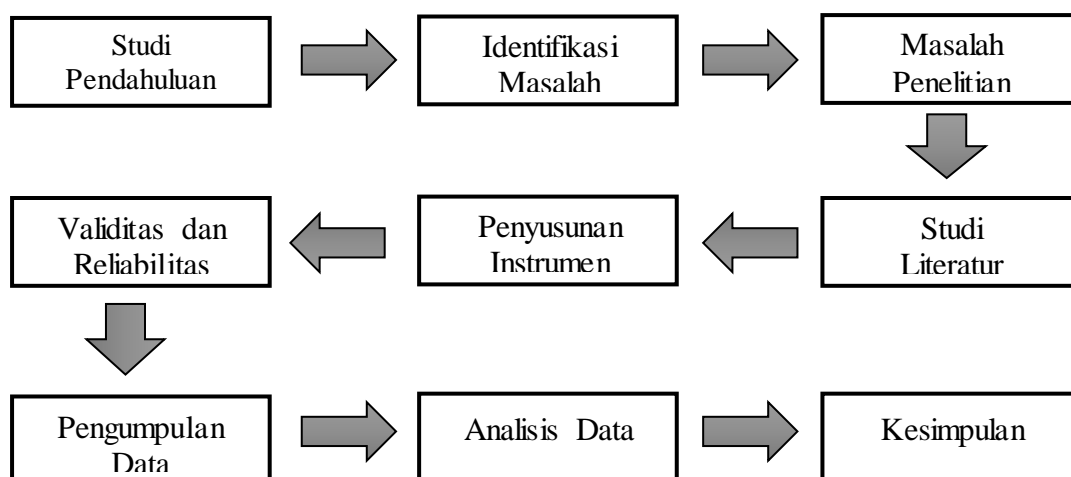 Studi
Pendahuluan
Identifikasi
Masalah
Masalah
Penelitian
Studi
Literatur
Penyusunan
Instrumen
Validitas dan
Reliabilitas
Pengumpulan
Data
Analisis Data
Kesimpulan